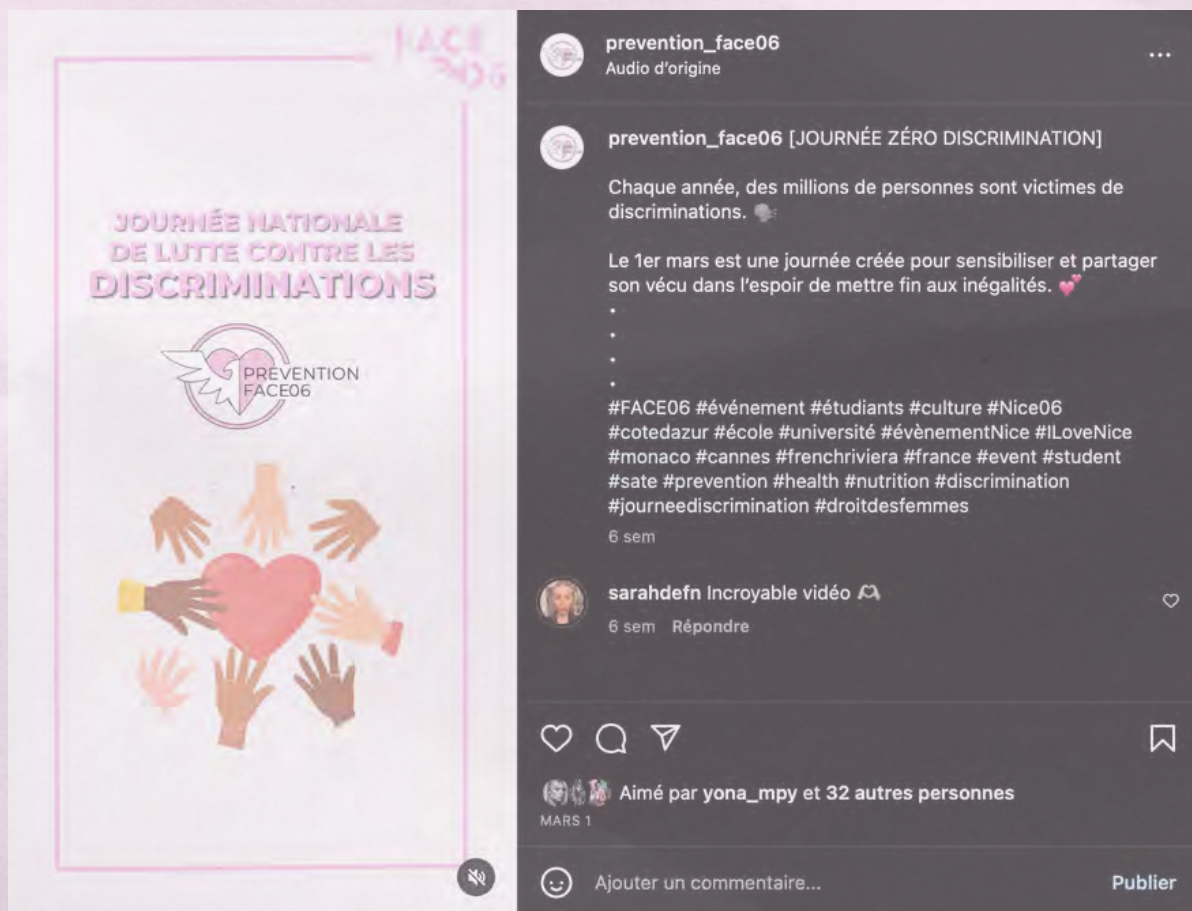 FACE
06
JOURNÉE NATIONALE
DE LUTTE CONTRE LES
DISCRIMINATIONS
PREVENTION
FACE06
prevention_face06
Audio d'origine
prevention_face06 [JOURNÉE ZÉRO DISCRIMINATION]
Chaque année, des millions de personnes sont victimes de
discriminations. 🗣
Le 1er mars est une journée créée pour sensibiliser et partager
son vécu dans l'espoir de mettre fin aux inégalités. 💕
.
.
.
.
#FACE06 #événement #étudiants #culture #Nice06
#cotedazur #école #université #évènementNice #ILoveNice
#monaco #cannes #frenchriviera #france #event #student
#sate #prevention #health #nutrition #discrimination
#journeediscrimination #droitdesfemmes
6 sem
sarahdefn Incroyable vidéo 🫶
6 sem Répondre
Aimé par yona_mpy et 32 autres personnes
MARS 1
Ajouter un commentaire... Publier